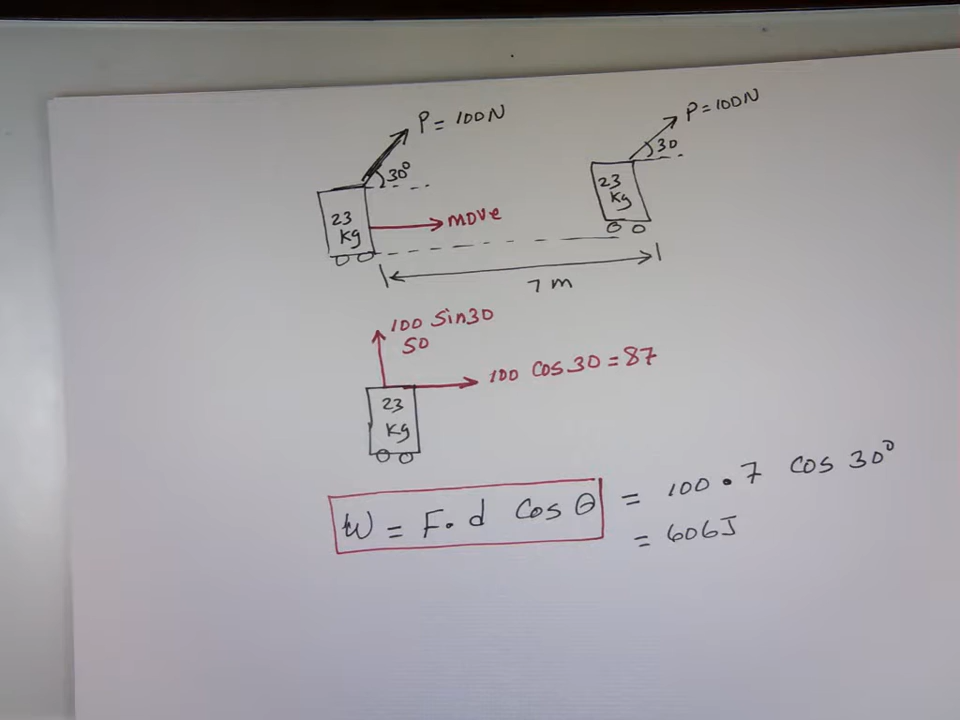 P = 100N
30°
23
kg
MOVE
P = 100N
30
23
kg
7 m
100 Sin30
50
100 COS 30 = 87
23
kg
W = F. d Cos θ = 100 . 7 COS 30°
= 606J